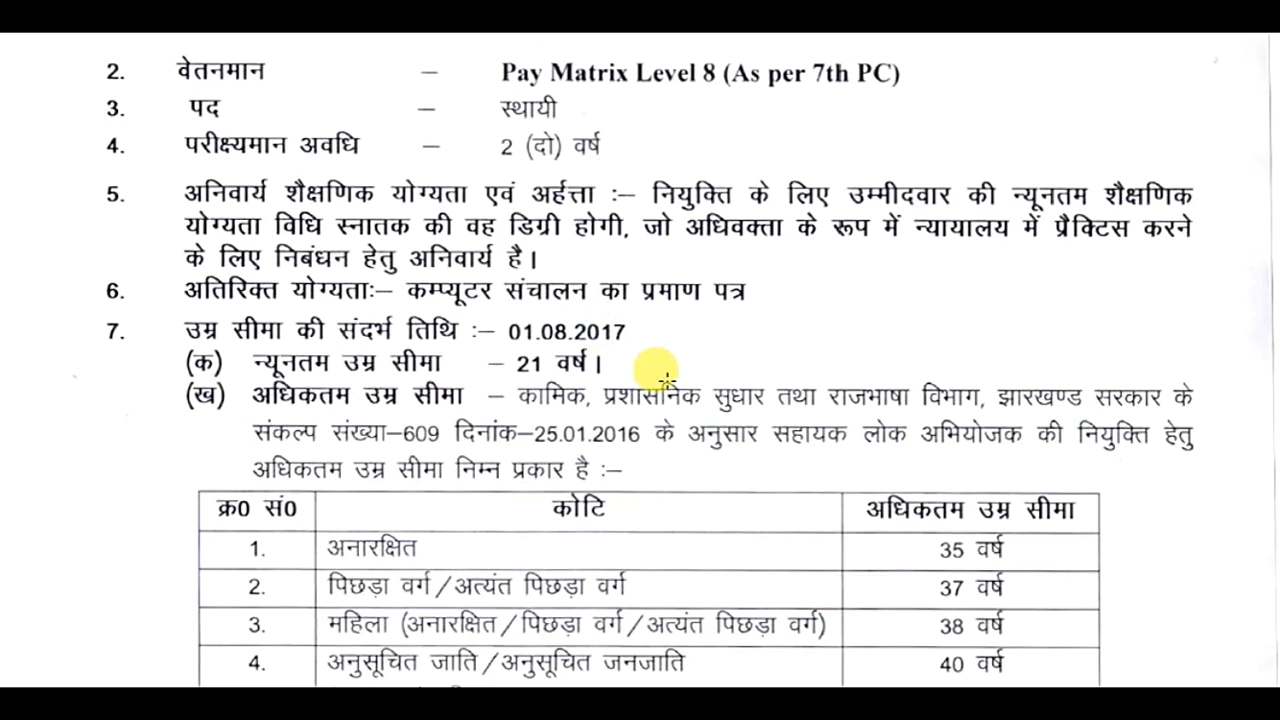 2. वेतनमान – Pay Matrix Level 8 (As per 7th PC)
3. पद – स्थायी
4. परीक्ष्यमान अवधि – 2 (दो) वर्ष
5. अनिवार्य शैक्षणिक योग्यता एवं अर्हत्ता :– नियुक्ति के लिए उम्मीदवार की न्यूनतम शैक्षणिक
योग्यता विधि स्नातक की वह डिग्री होगी, जो अधिवक्ता के रूप में न्यायालय में प्रैक्टिस करने
के लिए निबंधन हेतु अनिवार्य है।
6. अतिरिक्त योग्यताः– कम्प्यूटर संचालन का प्रमाण पत्र
7. उम्र सीमा की संदर्भ तिथि :– 01.08.2017
(क) न्यूनतम उम्र सीमा – 21 वर्ष।
(ख) अधिकतम उम्र सीमा – कार्मिक, प्रशासनिक सुधार तथा राजभाषा विभाग, झारखण्ड सरकार के
संकल्प संख्या–609 दिनांक–25.01.2016 के अनुसार सहायक लोक अभियोजक की नियुक्ति हेतु
अधिकतम उम्र सीमा निम्न प्रकार है :–
क्र0 सं0 कोटि अधिकतम उम्र सीमा
1. अनारक्षित 35 वर्ष
2. पिछड़ा वर्ग/अत्यंत पिछड़ा वर्ग 37 वर्ष
3. महिला (अनारक्षित/पिछड़ा वर्ग/अत्यंत पिछड़ा वर्ग) 38 वर्ष
4. अनुसूचित जाति/अनुसूचित जनजाति 40 वर्ष